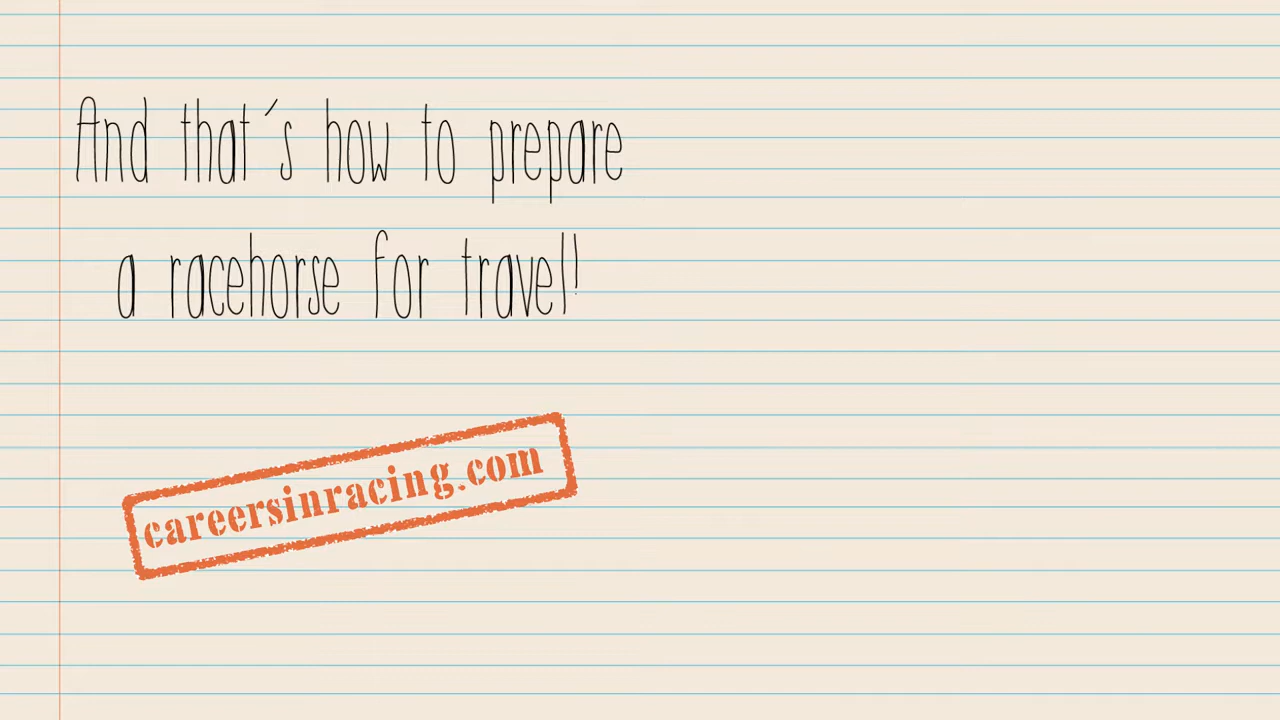 And that´s how to prepare
a racehorse for travel!
careersinracing.com